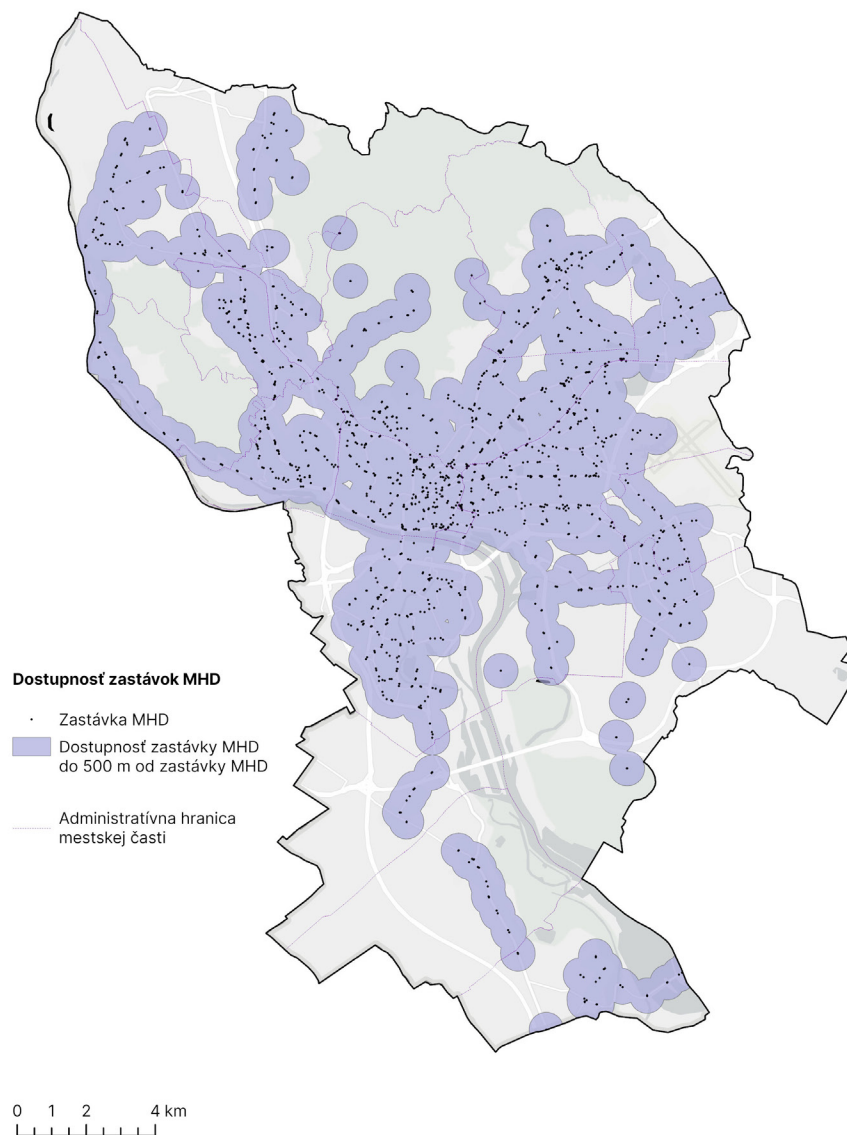 Dostupnosť zastávok MHD
Zastávka MHD
Dostupnosť zastávky MHD
do 500 m od zastávky MHD
Administratívna hranica
mestskej časti
0 1 2 4 km